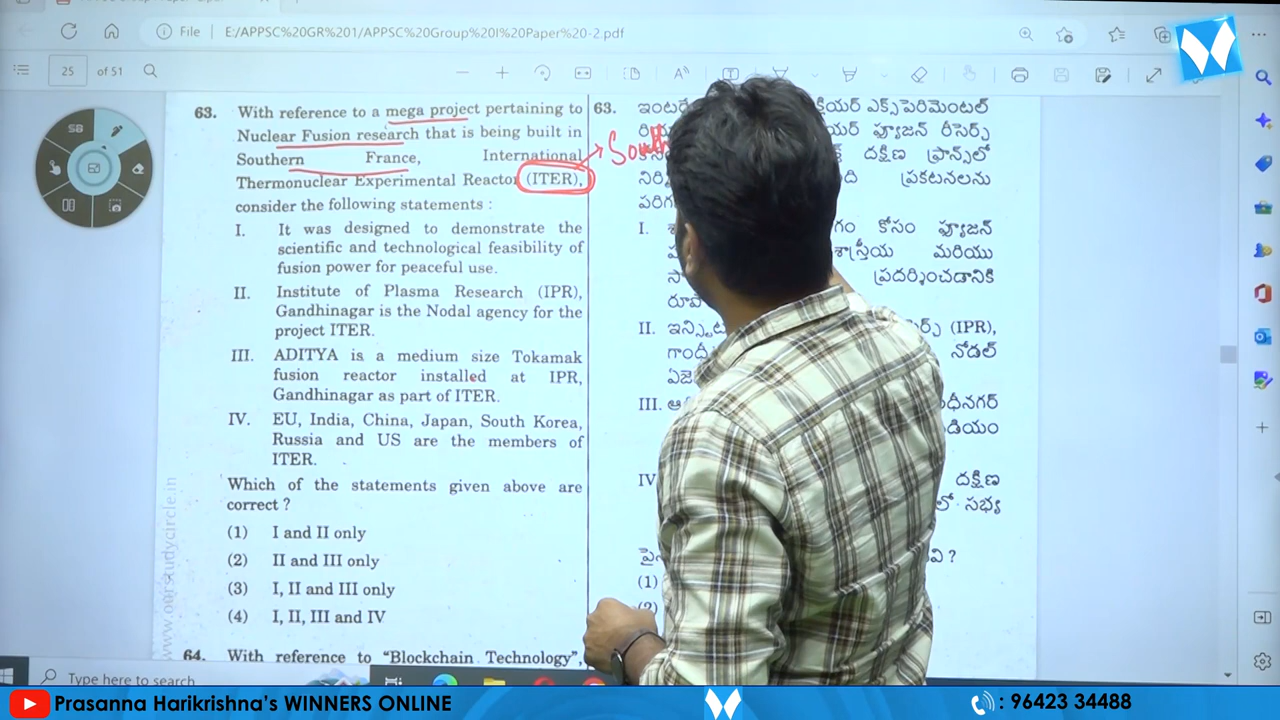 File
E:/APPSC%20GR%201/APPSC%20Group%20I%20Paper%20-2.pdf
25 of 51
63. With reference to a mega project pertaining to
Nuclear Fusion research that is being built in
Southern France, International
Thermonuclear Experimental Reactor (ITER),
consider the following statements :
I. It was designed to demonstrate the
scientific and technological feasibility of
fusion power for peaceful use.
II. Institute of Plasma Research (IPR),
Gandhinagar is the Nodal agency for the
project ITER.
III. ADITYA is a medium size Tokamak
fusion reactor installed at IPR,
Gandhinagar as part of ITER.
IV. EU, India, China, Japan, South Korea,
Russia and US are the members of
ITER.
Which of the statements given above are
correct ?
(1) I and II only
(2) II and III only
(3) I, II and III only
(4) I, II, III and IV
64. With reference to “Blockchain Technology”,
South
63.
ఎక్స్‌పెరిమెంటల్
ఫ్యూజన్ రీసెర్చ్
దక్షిణ ఫ్రాన్స్‌లో
ప్రకటనలను
I.
కోసం ఫ్యూజన్
శాస్త్రీయ మరియు
ప్రదర్శించడానికి
II.
(IPR),
నోడల్
III.
IV
దక్షిణ
లో సభ్య
(1)
(2)
www.ourstudycircle.in
Type here to search
Prasanna Harikrishna's WINNERS ONLINE
: 96423 34488